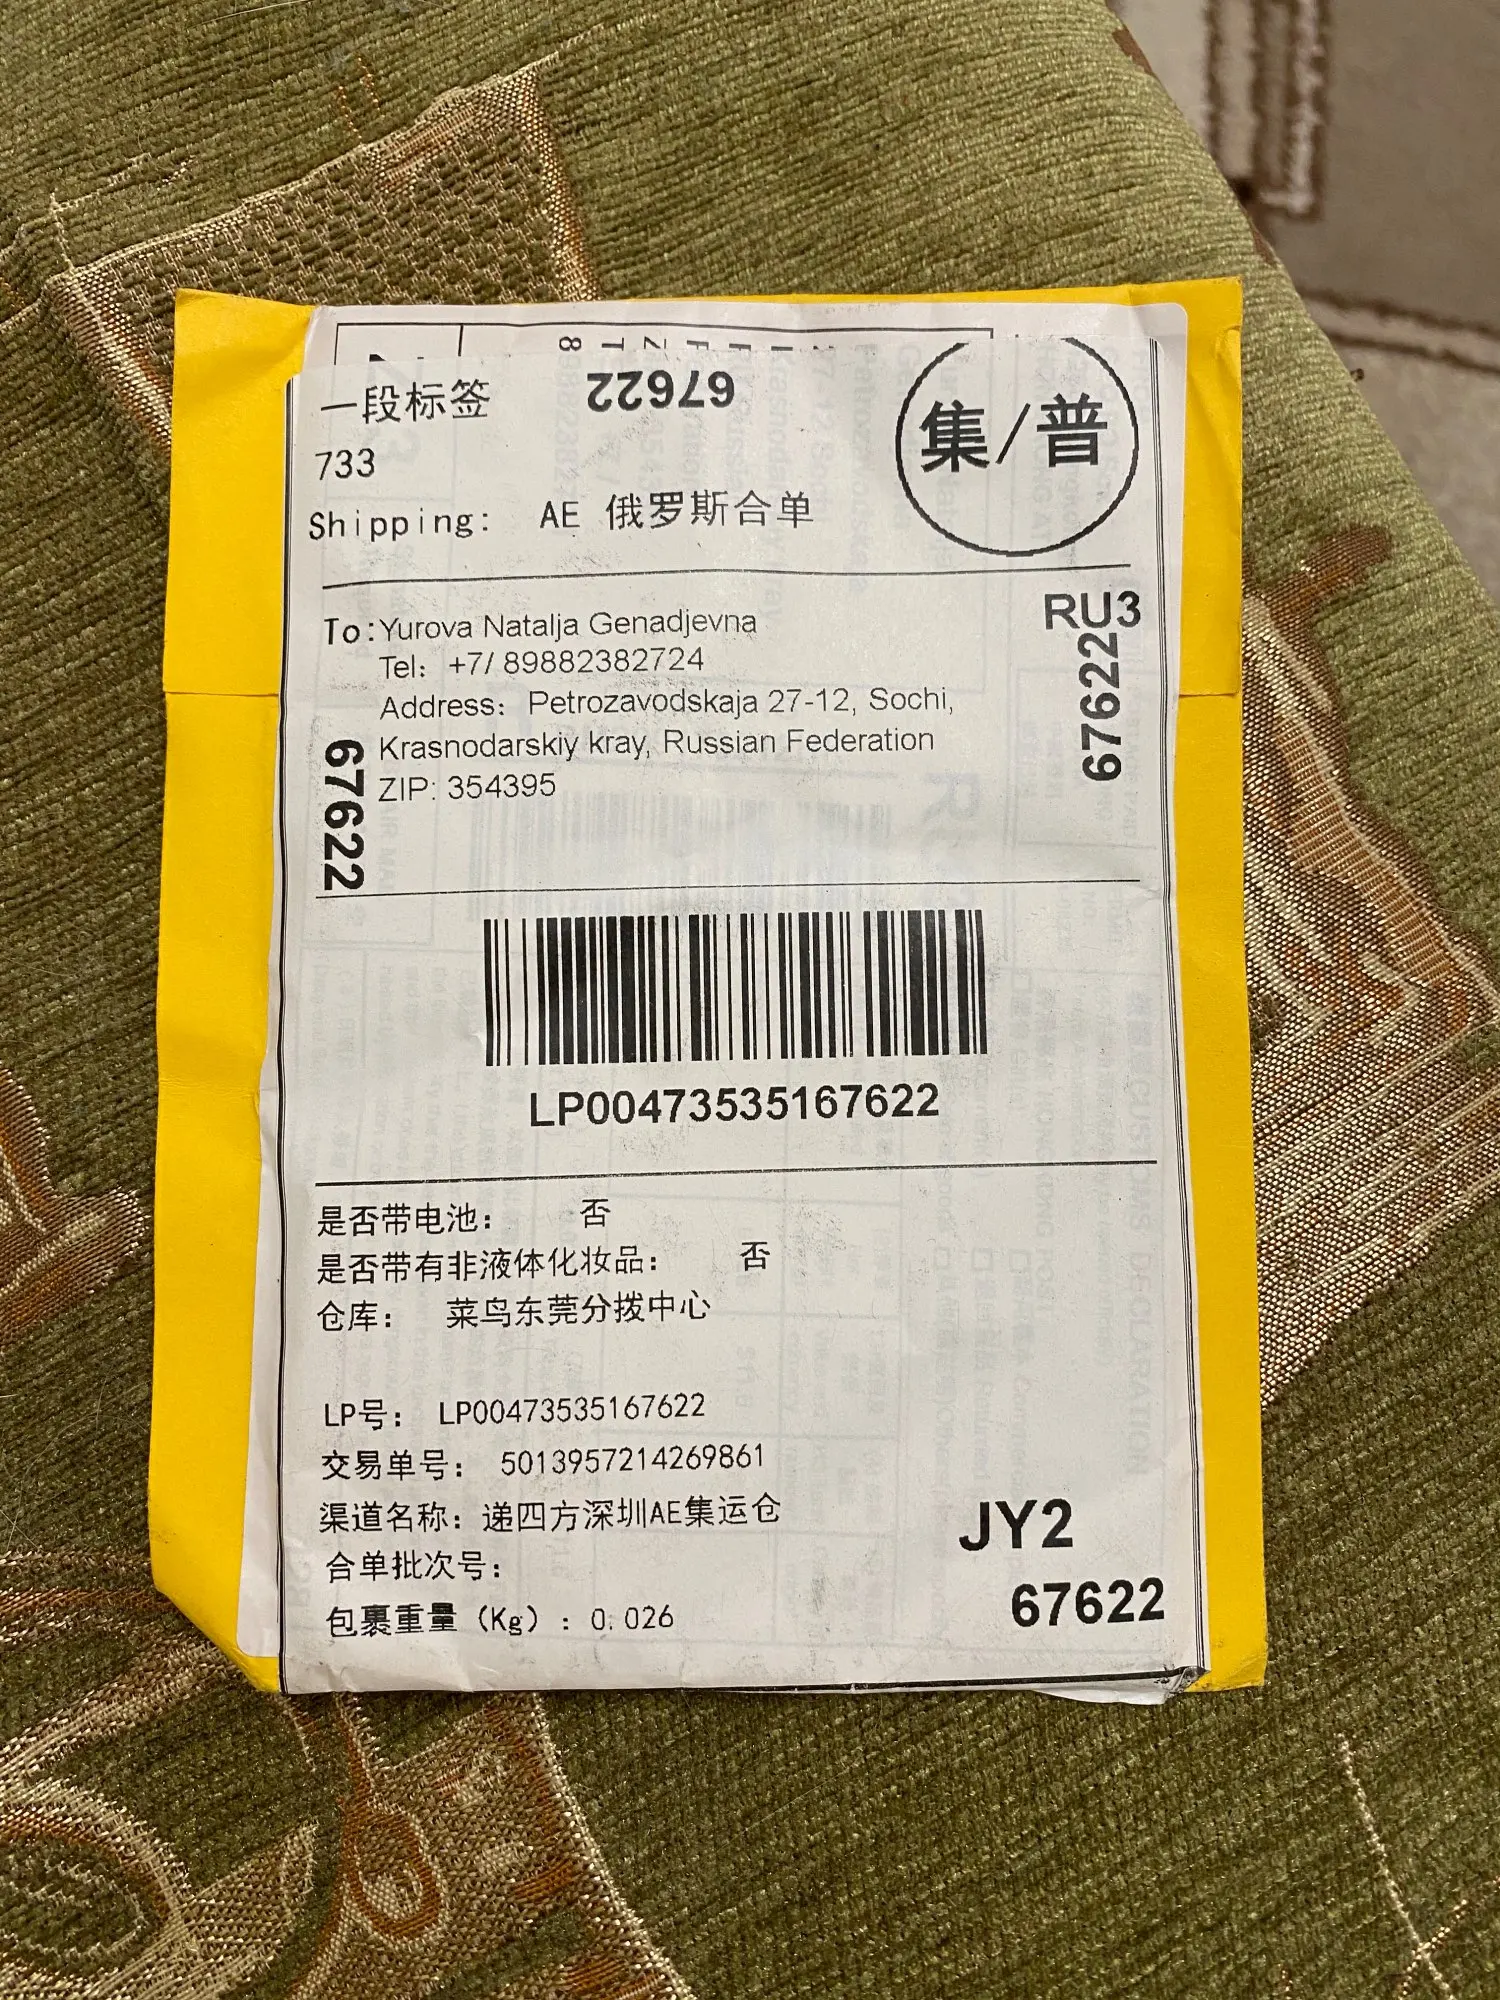 一段标签
67622
集/普
733
Shipping: AE 俄罗斯合单
RU3
To:Yurova Natalja Genadjevna
Tel: +7/ 89882382724
Address: Petrozavodskaja 27-12, Sochi,
Krasnodarskiy kray, Russian Federation
ZIP: 354395
67622
67622
LP00473535167622
是否带电池: 否
是否带有非液体化妆品: 否
仓库: 菜鸟东莞分拨中心
LP号: LP00473535167622
交易单号: 5013957214269861
渠道名称: 递四方深圳AE集运仓
合单批次号:
包裹重量 (Kg) : 0.026
JY2
67622